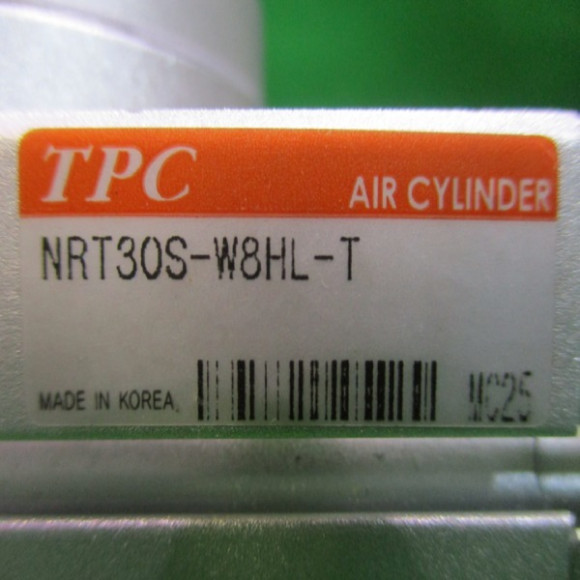 TPC
AIR CYLINDER
NRT30S-W8HL-T
MADE IN KOREA